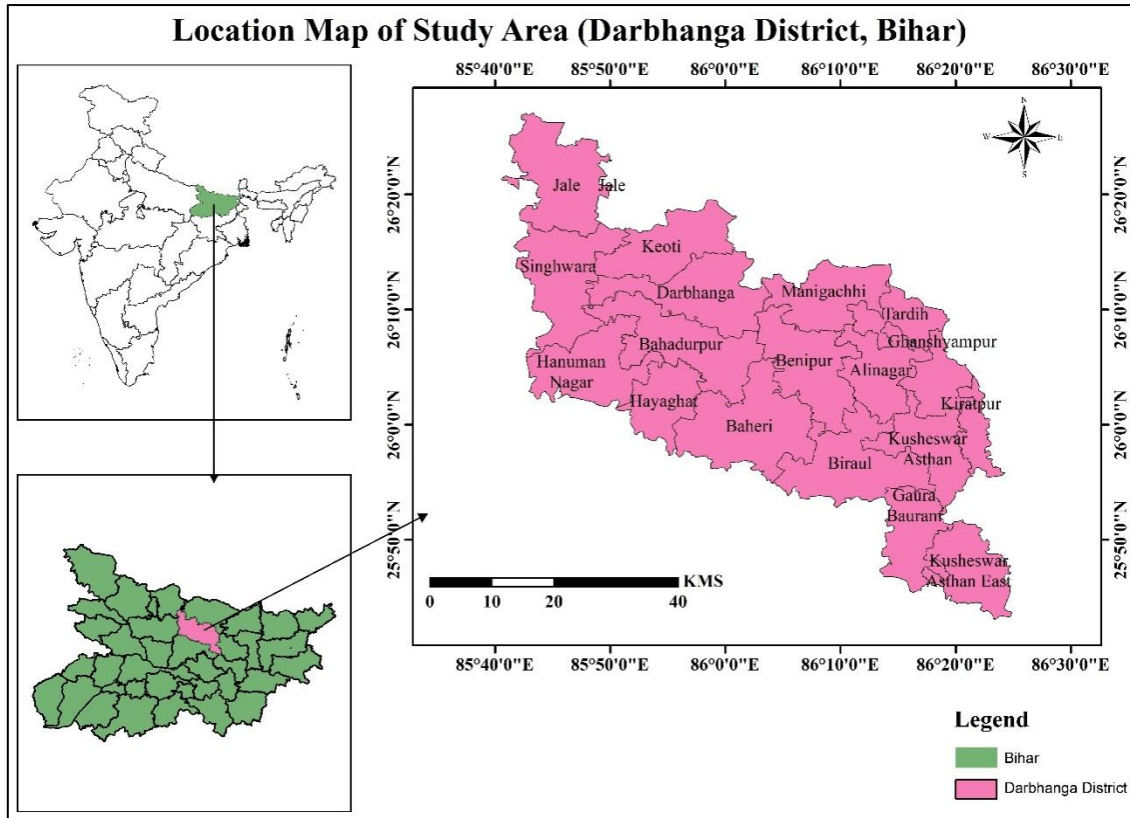 Location Map of Study Area (Darbhanga District, Bihar)
85°40'0"E 85°50'0"E 86°0'0"E 86°10'0"E 86°20'0"E 86°30'0"E
N
W E
S
26°20'0"N 26°20'0"N
26°10'0"N 26°10'0"N
26°0'0"N 26°0'0"N
25°50'0"N 25°50'0"N
Jale Jale
Keoti
Singhwara
Darbhanga Manigachhi
Tardih
Ghanshyampur
Bahadurpur
Hanuman
Nagar
Benipur
Alinagar
Hayaghat
Kiratpur
Baheri
Kusheswar
Asthan
Biraul
Gaura
Bauram
Kusheswar
Asthan East
KMS
0 10 20 40
85°40'0"E 85°50'0"E 86°0'0"E 86°10'0"E 86°20'0"E 86°30'0"E
Legend
Bihar
Darbhanga District